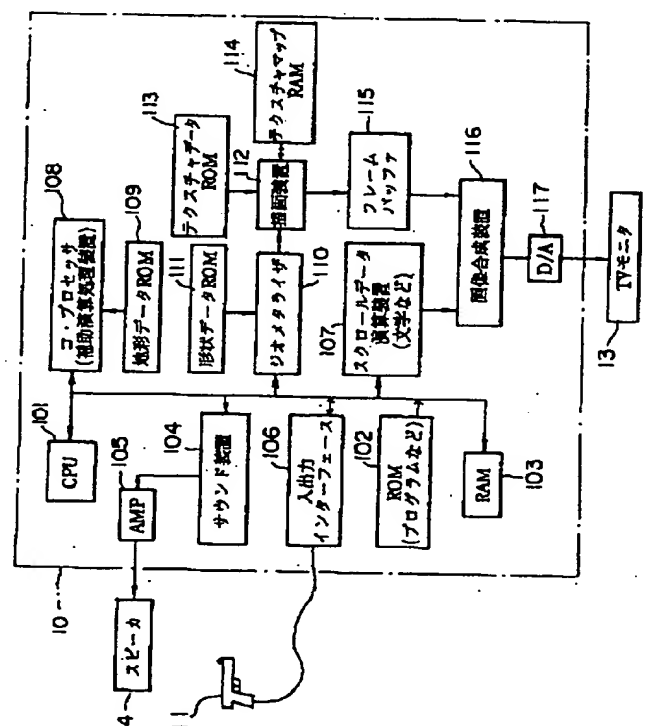 11
4
スピーカ
10
105
AMP
101
CPU
103
RAM
102
ROM
(プログラムなど)
106
入出力
インターフェース
104
サウンド装置
108
コ・プロセッサ
(補助演算処理装置)
109
地形データROM
111
形状データROM
110
ジオメタライザ
107
スクロールデータ
演算装置
(文字など)
113
テクスチャデータ
ROM
112
描画装置
114
テクスチャマップ
RAM
115
フレーム
バッファ
116
画像合成装置
117
D/A
13
TVモニタ